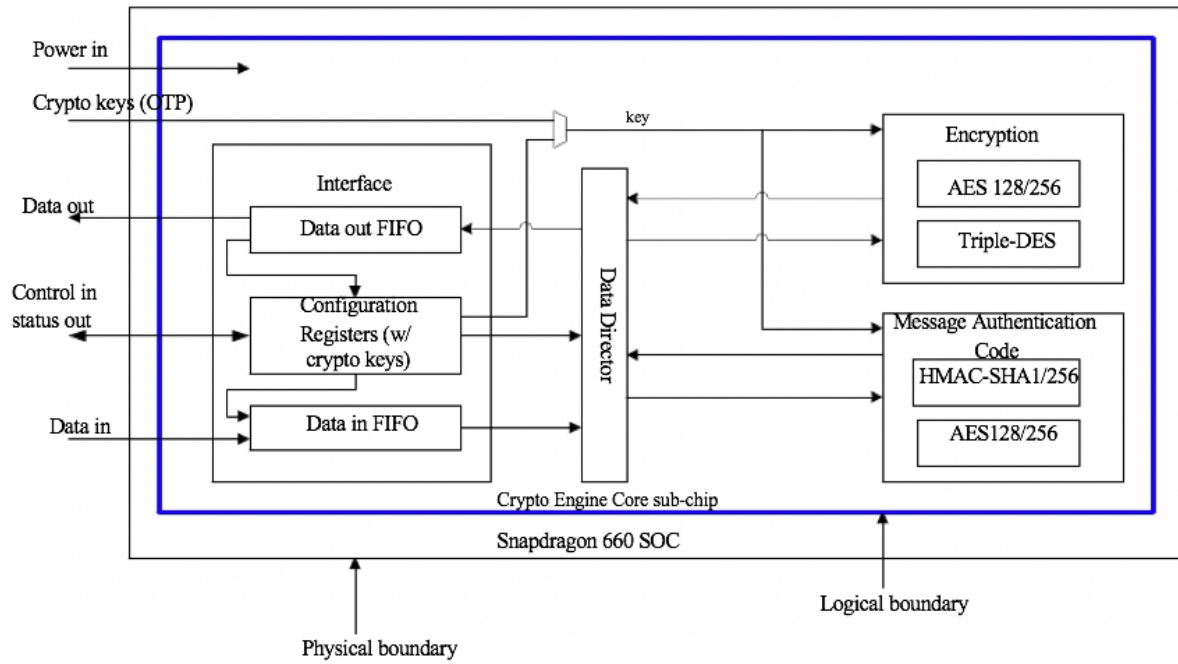 Power in
Crypto keys (OTP)
key
Encryption
AES 128/256
Triple-DES
Interface
Data out
Data out FIFO
Control in
status out
Configuration
Registers (w/
crypto keys)
Data in
Data in FIFO
Data Director
Message Authentication
Code
HMAC-SHA1/256
AES128/256
Crypto Engine Core sub-chip
Snapdragon 660 SOC
Logical boundary
Physical boundary